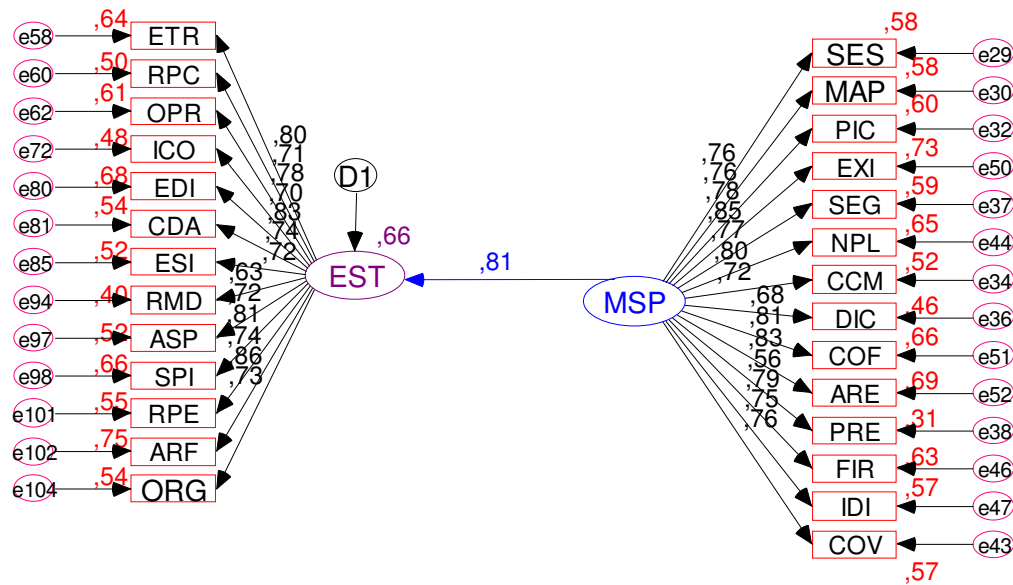 e58 ,64 ETR
e60 ,50 RPC
e62 ,61 OPR
e72 ,48 ICO
e80 ,68 EDI
e81 ,54 CDA
e85 ,52 ESI
e94 ,40 RMD
e97 ,52 ASP
e98 ,66 SPI
e101 ,55 RPE
e102 ,75 ARF
e104 ,54 ORG
,80
,71
,78
,70
,83
,74
,72
,63
,72
,81
,74
,86
,73
D1
,66
EST
,81
MSP
,76
,76
,78
,85
,77
,80
,72
,68
,81
,83
,56
,79
,75
,76
,58
SES e29
,58
MAP e30
,60
PIC e32
,73
EXI e50
,59
SEG e37
,65
NPL e44
,52
CCM e34
,46
DIC e36
,66
COF e51
,69
ARE e52
,31
PRE e38
,63
FIR e46
,57
IDI e47
COV e43
,57